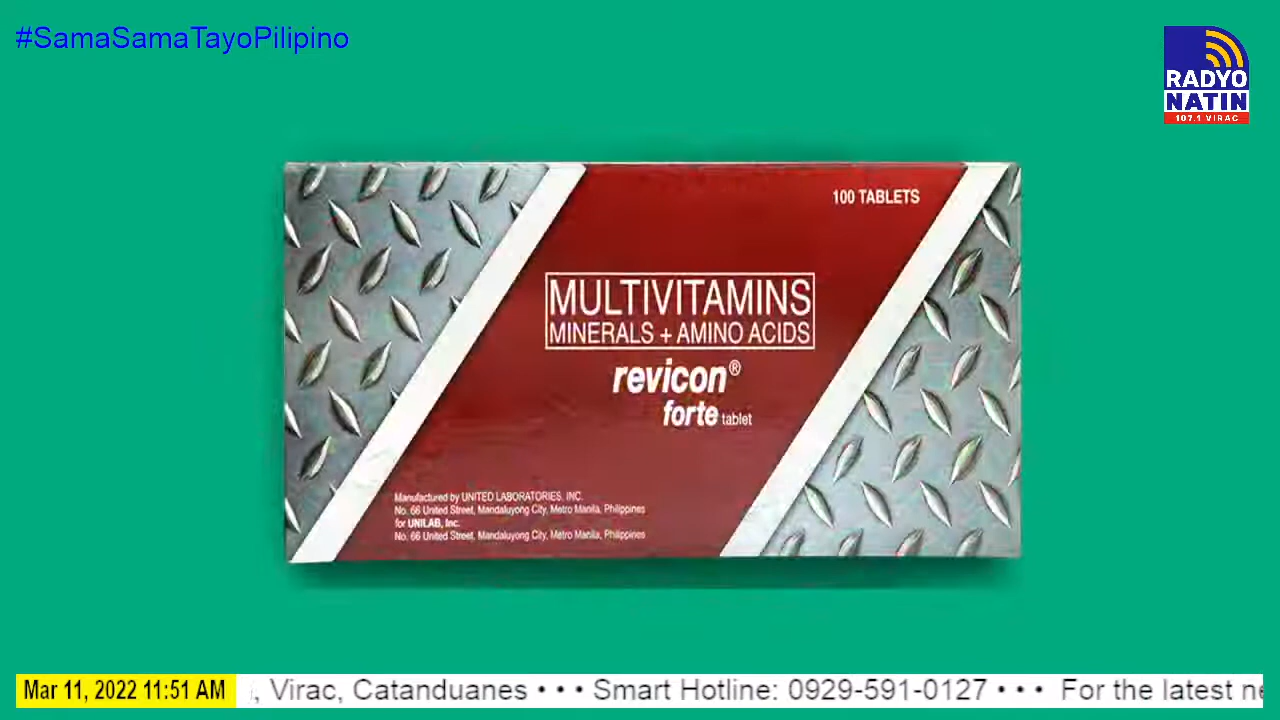 #SamaSamaTayoPilipino
RADYO
NATIN
107.1 VIRAC
100 TABLETS
MULTIVITAMINS
MINERALS + AMINO ACIDS
revicon®
forte tablet
Manufactured by UNITED LABORATORIES, INC.
No. 66 United Street, Mandaluyong City, Metro Manila, Philippines
for UNILAB, Inc.
No. 66 United Street, Mandaluyong City, Metro Manila, Philippines
Mar 11, 2022 11:51 AM
, Virac, Catanduanes • • • Smart Hotline: 0929-591-0127 • • • For the latest